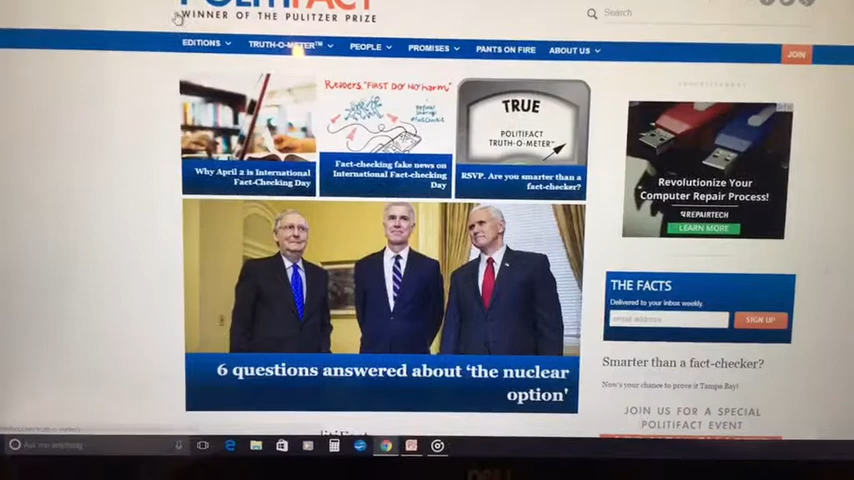 POLITIFACT
WINNER OF THE PULITZER PRIZE
Search
EDITIONS
TRUTH-O-METER™
PEOPLE
PROMISES
PANTS ON FIRE
ABOUT US
JOIN
Why April 2 is International
Fact-Checking Day
Readers, "FIRST DO NO harm"
Fact-checking fake news on
International Fact-checking
Day
TRUE
POLITIFACT
TRUTH-O-METER™
RSVP. Are you smarter than a
fact-checker?
Revolutionize Your
Computer Repair Process!
REPAIRTECH
LEARN MORE
6 questions answered about 'the nuclear
option'
THE FACTS
Delivered to your inbox weekly.
email address
SIGN UP
Smarter than a fact-checker?
Now's your chance to prove it Tampa Bay!
JOIN US FOR A SPECIAL
POLITIFACT EVENT
Ask me anything